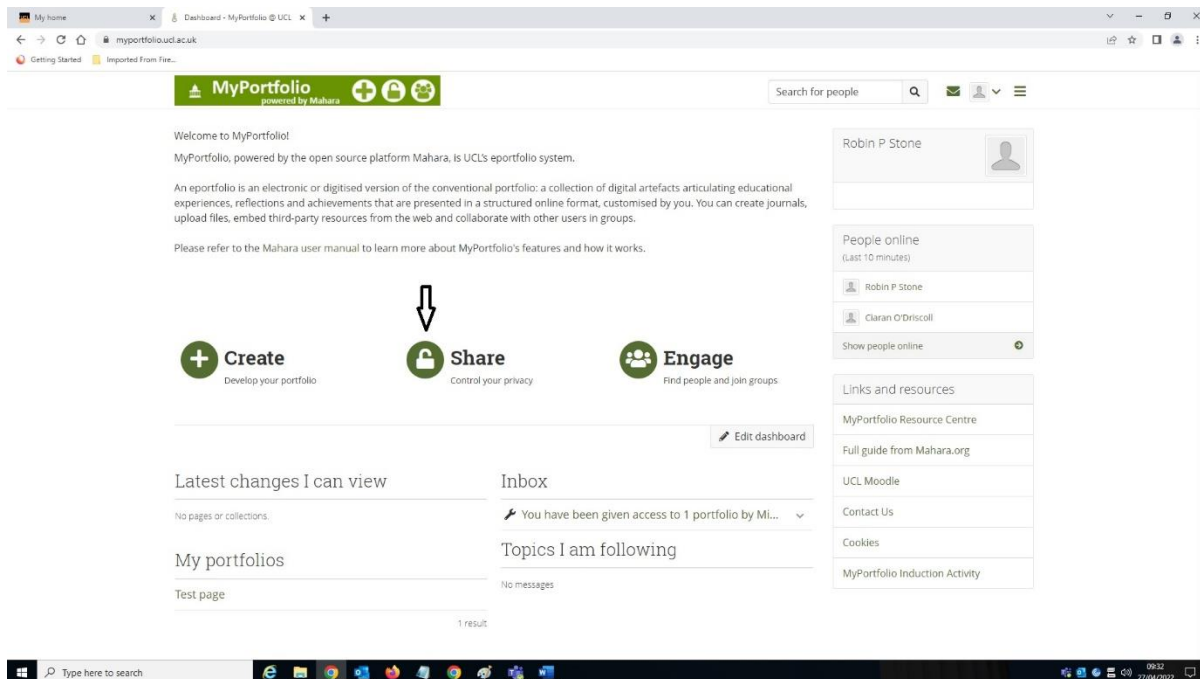 My home
Dashboard - MyPortfolio @ UCL
myportfolio.ucl.ac.uk
Getting Started
Imported From Fire...
MyPortfolio
powered by Mahara
Search for people
Welcome to MyPortfolio!
MyPortfolio, powered by the open source platform Mahara, is UCL's eportfolio system.
An eportfolio is an electronic or digitised version of the conventional portfolio: a collection of digital artefacts articulating educational
experiences, reflections and achievements that are presented in a structured online format, customised by you. You can create journals,
upload files, embed third-party resources from the web and collaborate with other users in groups.
Please refer to the Mahara user manual to learn more about MyPortfolio's features and how it works.
Create
Develop your portfolio
Share
Control your privacy
Engage
Find people and join groups
Edit dashboard
Latest changes I can view
No pages or collections.
My portfolios
Test page
1 result
Inbox
You have been given access to 1 portfolio by Mi...
Topics I am following
No messages
Robin P Stone
People online
(Last 10 minutes)
Robin P Stone
Ciaran O'Driscoll
Show people online
Links and resources
MyPortfolio Resource Centre
Full guide from Mahara.org
UCL Moodle
Contact Us
Cookies
MyPortfolio Induction Activity
Type here to search
09:32
27/04/2022